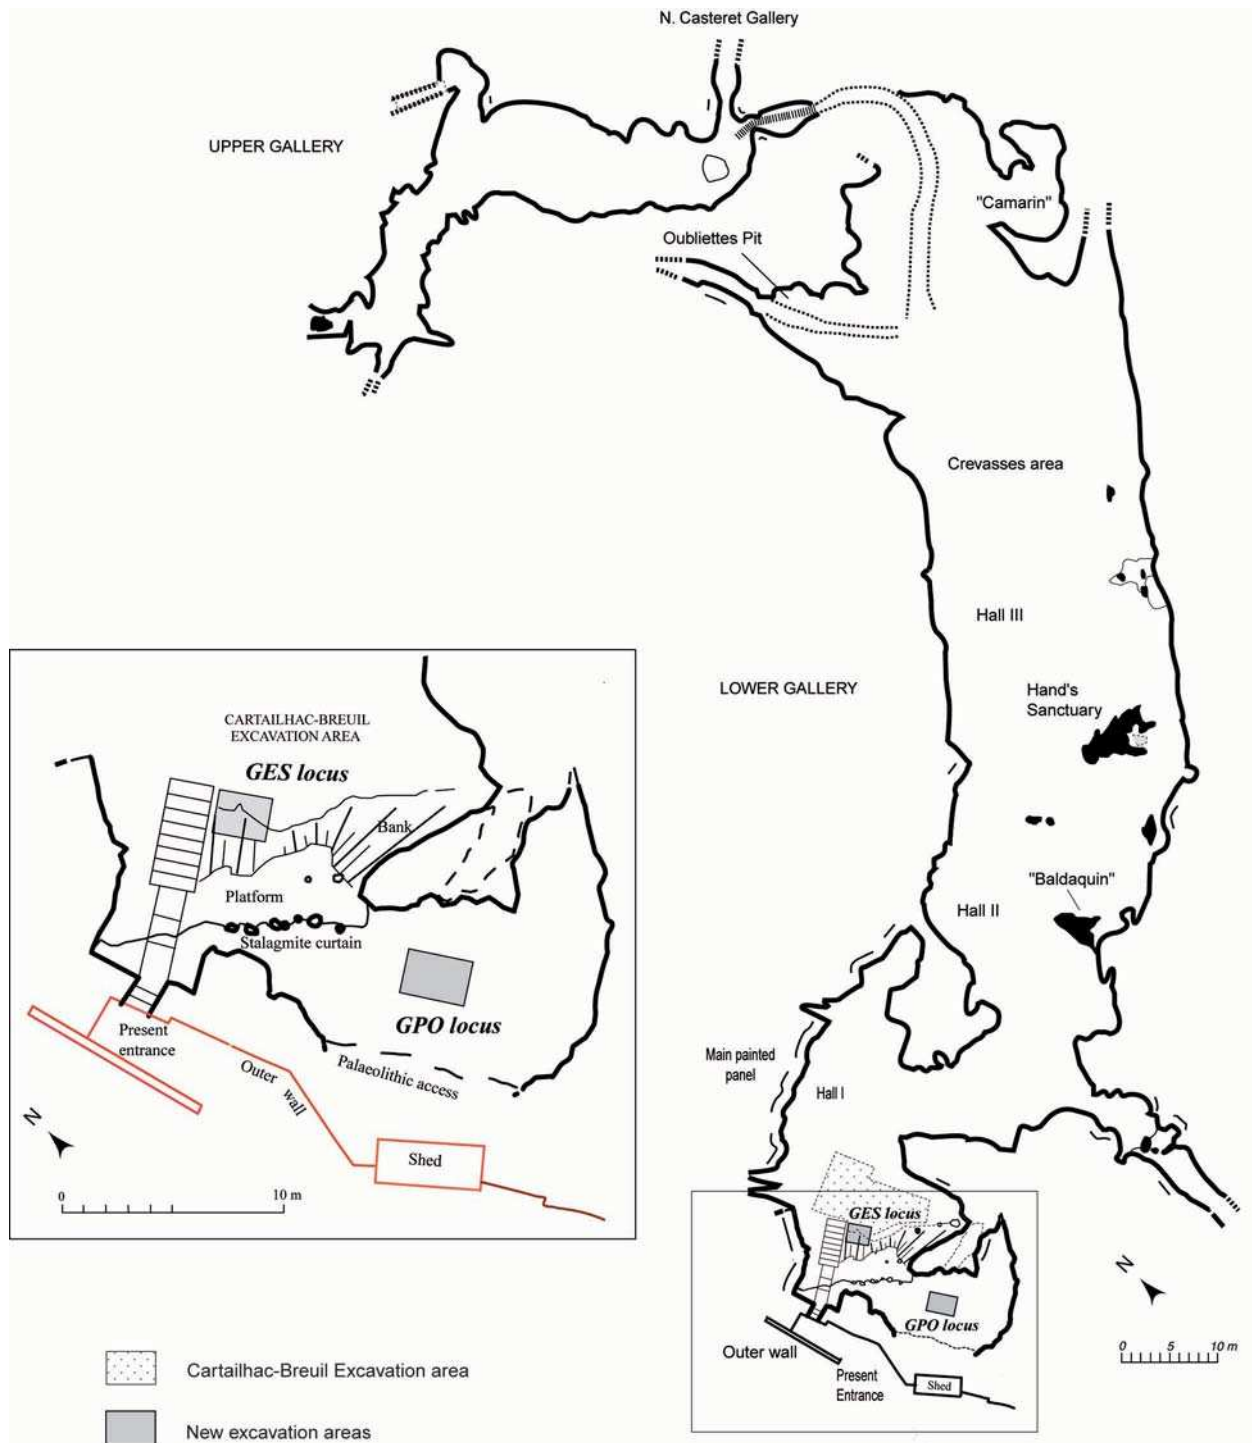 N. Casteret Gallery
UPPER GALLERY
"Camarin"
Oubliettes Pit
Crevasses area
Hall III
LOWER GALLERY
Hand's
Sanctuary
"Baldaquin"
Hall II
Main painted
panel
Hall I
GES locus
GPO locus
Outer wall
Present
Entrance
Shed
N
0 5 10 m
CARTAILHAC-BREUIL
EXCAVATION AREA
GES locus
Bank
Platform
Stalagmite curtain
GPO locus
Present
entrance
Outer wall
Palaeolithic access
Shed
N
0 10 m
Cartailhac-Breuil Excavation area
New excavation areas